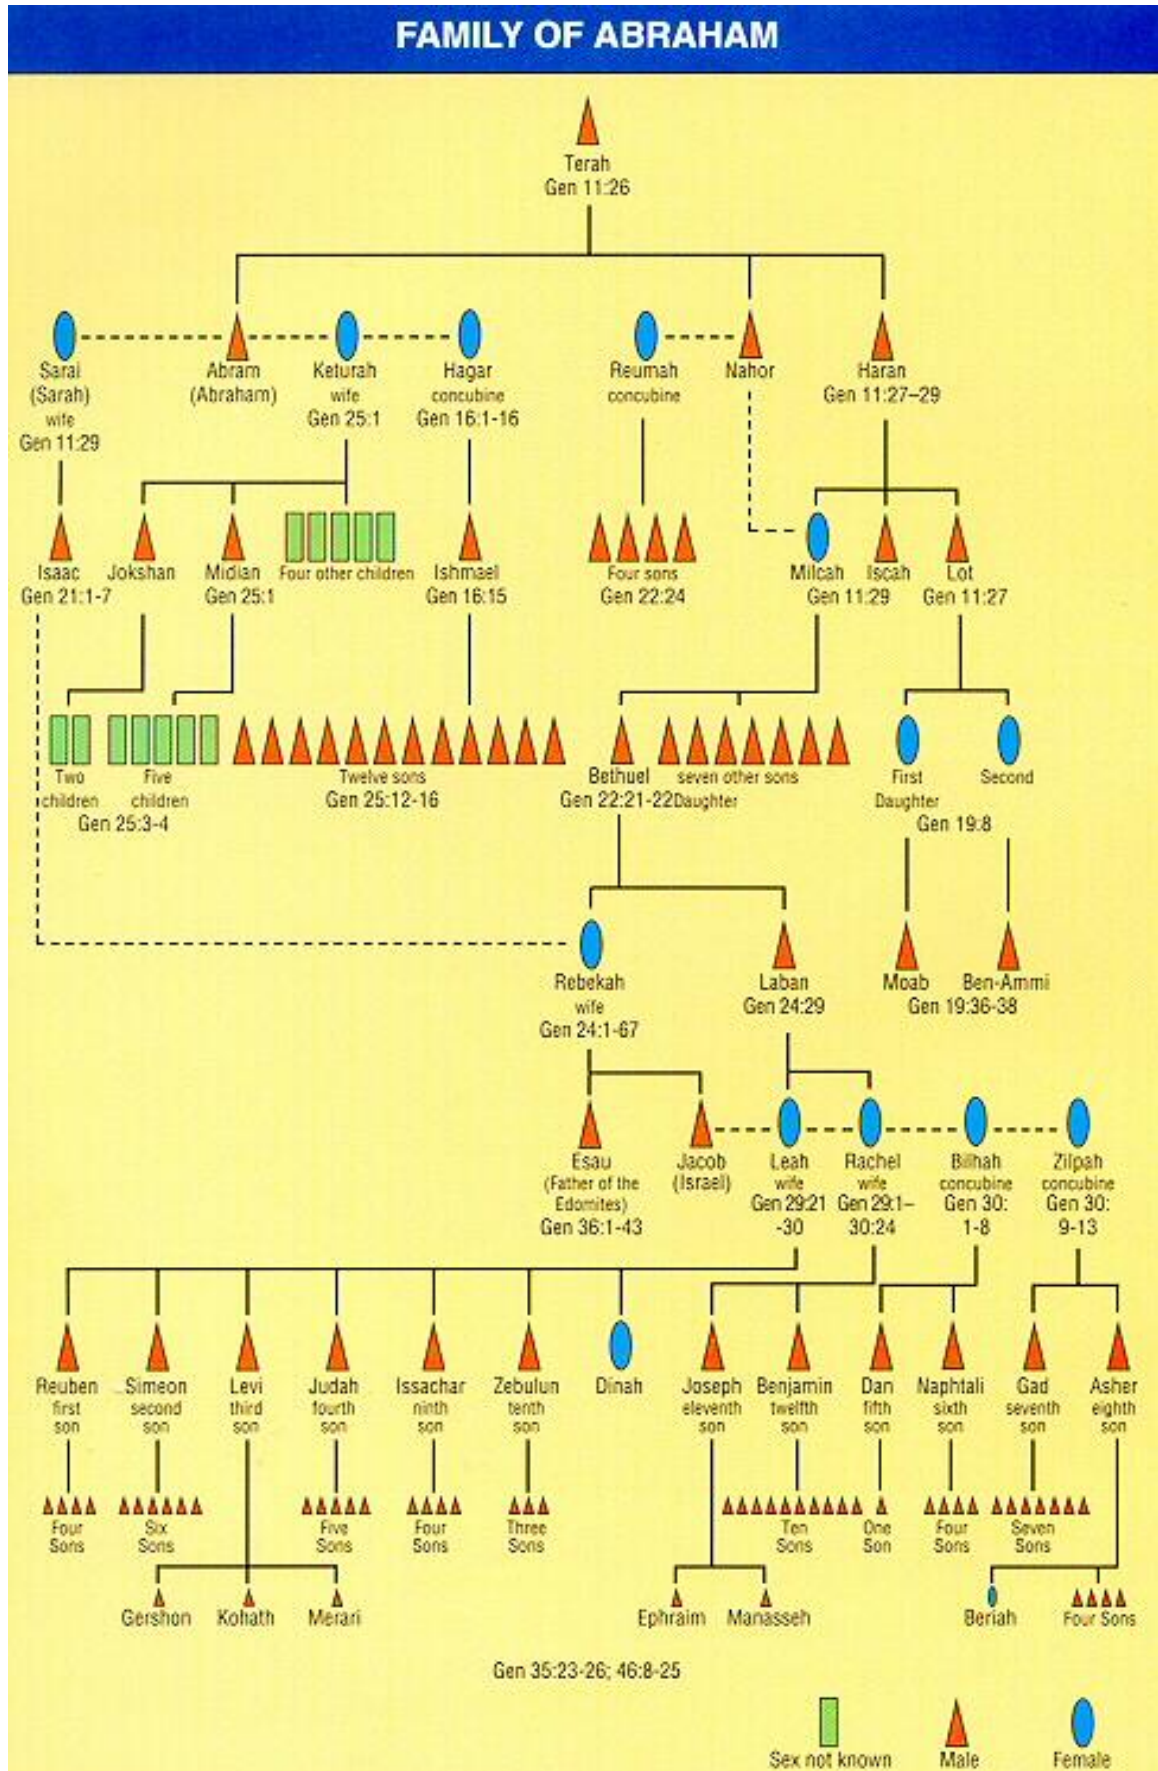 FAMILY OF ABRAHAM
Terah
Gen 11:26
Sarai
(Sarah)
wife
Gen 11:29
Abram
(Abraham)
Keturah
wife
Gen 25:1
Hagar
concubine
Gen 16:1-16
Reumah
concubine
Nahor
Haran
Gen 11:27–29
Isaac
Gen 21:1-7
Jokshan
Midian
Gen 25:1
Four other children
Ishmael
Gen 16:15
Four sons
Gen 22:24
Milcah
Iscah
Gen 11:29
Lot
Gen 11:27
Two
children
Five
children
Gen 25:3-4
Twelve sons
Gen 25:12-16
Bethuel
Gen 22:21-22
seven other sons
Daughter
First
Daughter
Second
Gen 19:8
Rebekah
wife
Gen 24:1-67
Laban
Gen 24:29
Moab
Ben-Ammi
Gen 19:36-38
Esau
(Father of the
Edomites)
Gen 36:1-43
Jacob
(Israel)
Leah
wife
Gen 29:21
-30
Rachel
wife
Gen 29:1–
30:24
Bilhah
concubine
Gen 30:
1-8
Zilpah
concubine
Gen 30:
9-13
Reuben
first
son
Simeon
second
son
Levi
third
son
Judah
fourth
son
Issachar
ninth
son
Zebulun
tenth
son
Dinah
Joseph
eleventh
son
Benjamin
twelfth
son
Dan
fifth
son
Naphtali
sixth
son
Gad
seventh
son
Asher
eighth
son
Four
Sons
Six
Sons
Five
Sons
Four
Sons
Three
Sons
Ten
Sons
One
Son
Four
Sons
Seven
Sons
Gershon
Kohath
Merari
Ephraim
Manasseh
Beriah
Four Sons
Gen 35:23-26; 46:8-25
Sex not known
Male
Female